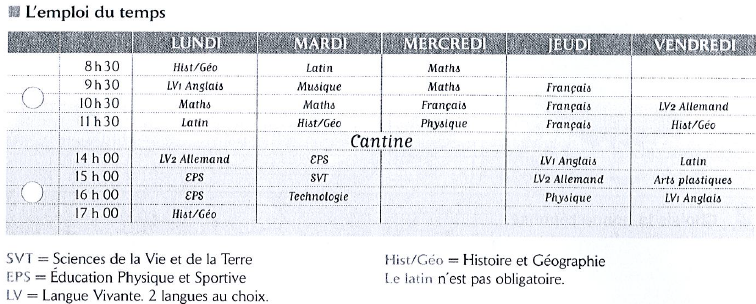 L'emploi du temps
LUNDI MARDI MERCREDI JEUDI VENDREDI
8 h 30 Hist/Géo Latin Maths
9 h 30 LV1 Anglais Musique Maths Français
10 h 30 Maths Maths Français Français LV2 Allemand
11 h 30 Latin Hist/Géo Physique Français Hist/Géo
Cantine
14 h 00 LV2 Allemand EPS LV1 Anglais Latin
15 h 00 EPS SVT LV2 Allemand Arts plastiques
16 h 00 EPS Technologie Physique LV1 Anglais
17 h 00 Hist/Géo
SVT = Sciences de la Vie et de la Terre
EPS = Éducation Physique et Sportive
LV = Langue Vivante. 2 langues au choix.
Hist/Géo = Histoire et Géographie
Le latin n'est pas obligatoire.